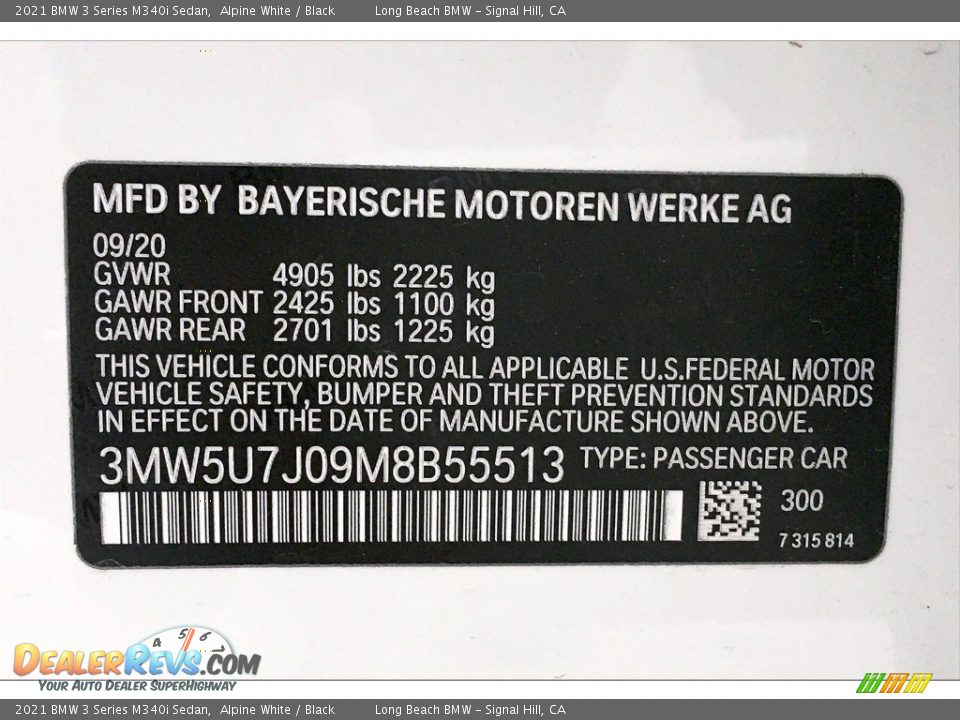 2021 BMW 3 Series M340i Sedan, Alpine White / Black Long Beach BMW - Signal Hill, CA
MFD BY BAYERISCHE MOTOREN WERKE AG
09/20
GVWR 4905 lbs 2225 kg
GAWR FRONT 2425 lbs 1100 kg
GAWR REAR 2701 lbs 1225 kg
THIS VEHICLE CONFORMS TO ALL APPLICABLE U.S.FEDERAL MOTOR
VEHICLE SAFETY, BUMPER AND THEFT PREVENTION STANDARDS
IN EFFECT ON THE DATE OF MANUFACTURE SHOWN ABOVE.
3MW5U7J09M8B55513 TYPE: PASSENGER CAR
300
7 315 814
4 5 6
DEALERREVS.COM
YOUR AUTO DEALER SUPERHIGHWAY
2021 BMW 3 Series M340i Sedan, Alpine White / Black Long Beach BMW - Signal Hill, CA